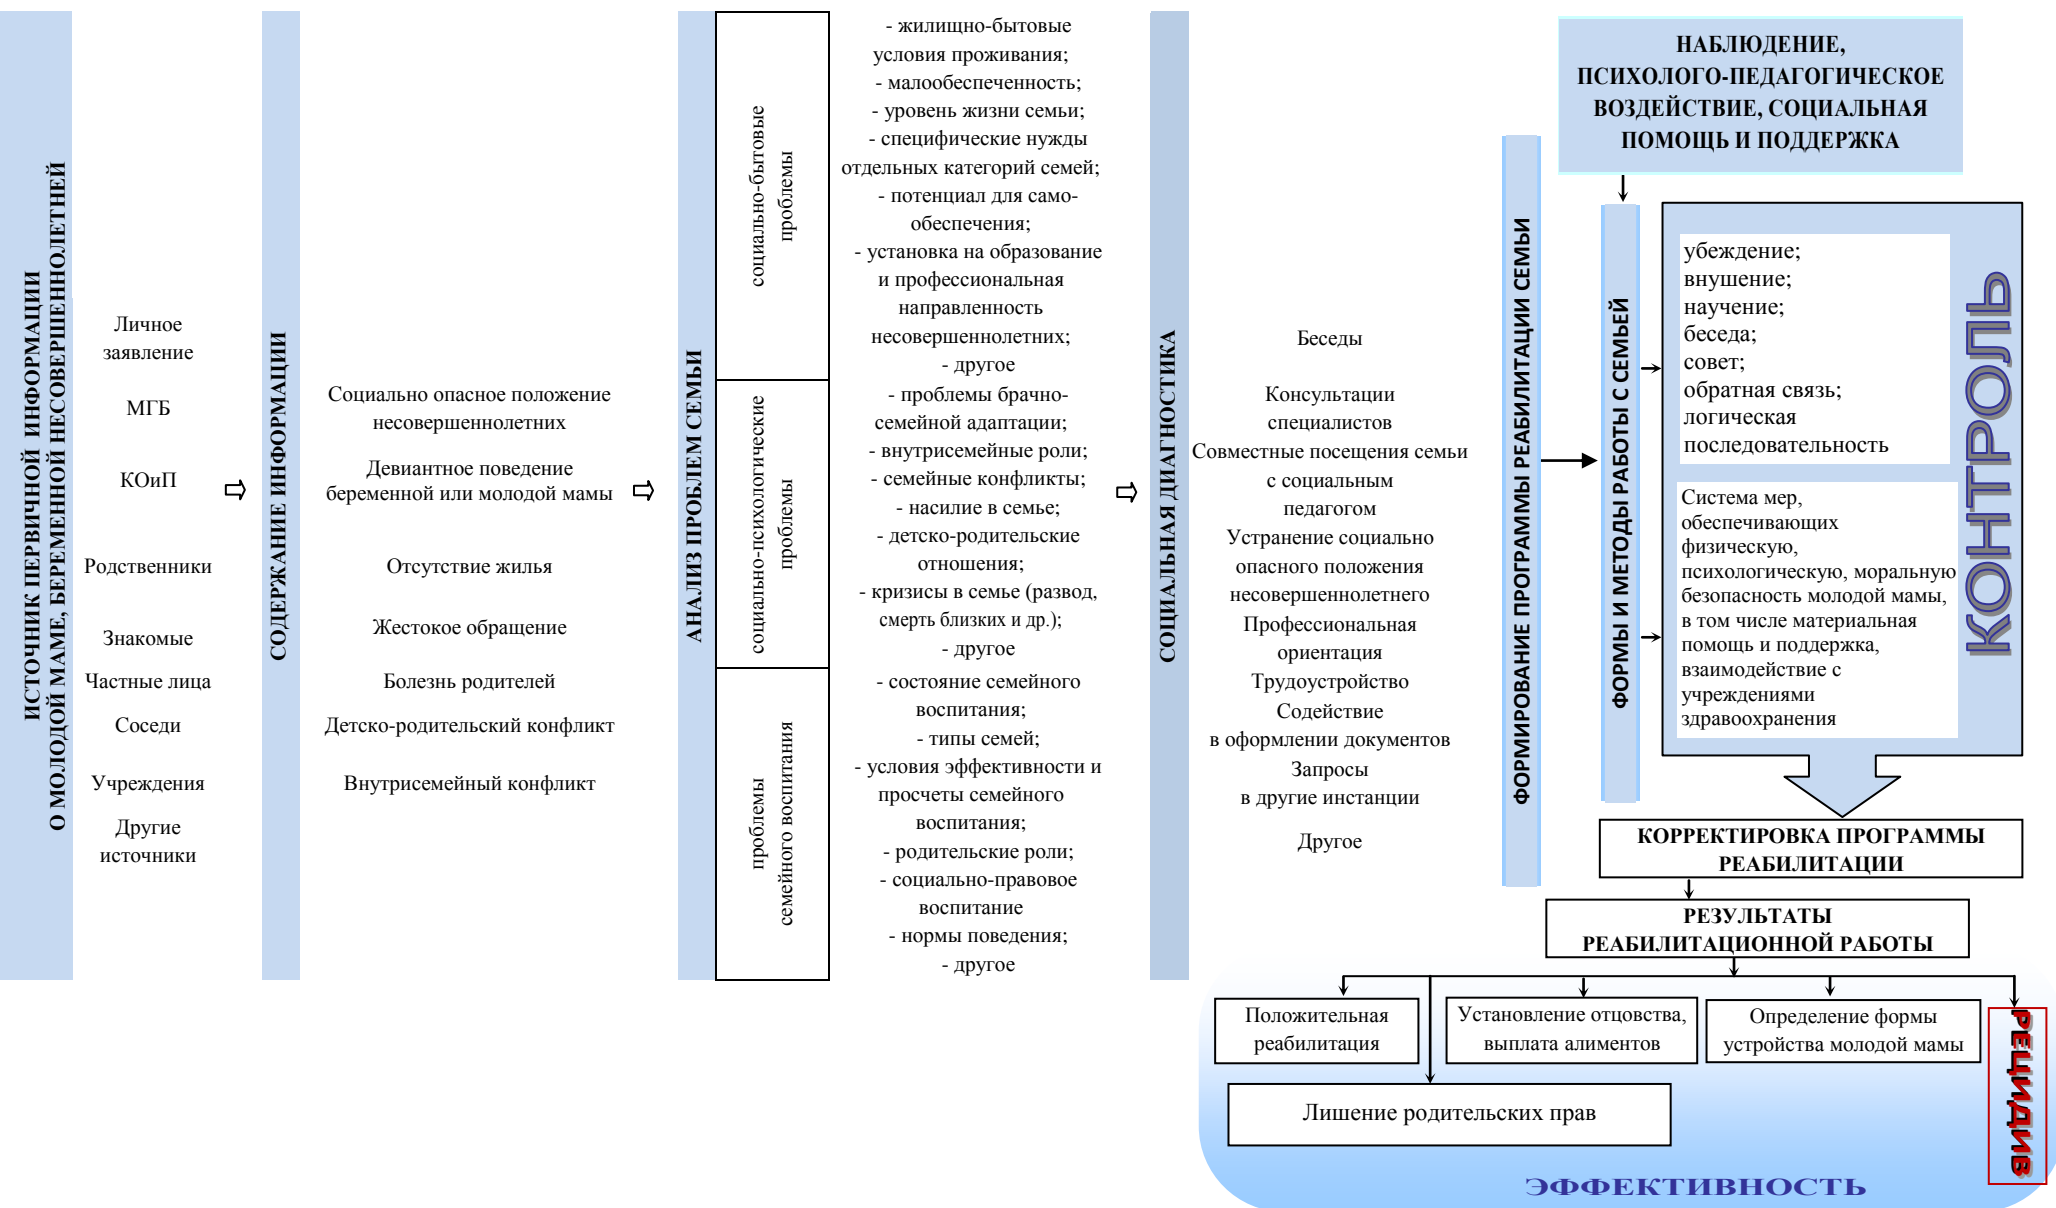 ИСТОЧНИК ПЕРВИЧНОЙ ИНФОРМАЦИИ
О МОЛОДОЙ МАМЕ, БЕРЕМЕННОЙ НЕСОВЕРШЕННОЛЕТНЕЙ
Личное
заявление
МГБ
КОиП
Родственники
Знакомые
Частные лица
Соседи
Учреждения
Другие
источники
СОДЕРЖАНИЕ ИНФОРМАЦИИ
Социально опасное положение
несовершеннолетних
Девиантное поведение
беременной или молодой мамы
Отсутствие жилья
Жестокое обращение
Болезнь родителей
Детско-родительский конфликт
Внутрисемейный конфликт
АНАЛИЗ ПРОБЛЕМ СЕМЬИ
социально-бытовые
проблемы
- жилищно-бытовые
условия проживания;
- малообеспеченность;
- уровень жизни семьи;
- специфические нужды
отдельных категорий семей;
- потенциал для само-
обеспечения;
- установка на образование
и профессиональная
направленность
несовершеннолетних;
- другое
социально-психологические
проблемы
- проблемы брачно-
семейной адаптации;
- внутрисемейные роли;
- семейные конфликты;
- насилие в семье;
- детско-родительские
отношения;
- кризисы в семье (развод,
смерть близких и др.);
- другое
проблемы
семейного воспитания
- состояние семейного
воспитания;
- типы семей;
- условия эффективности и
просчеты семейного
воспитания;
- родительские роли;
- социально-правовое
воспитание
- нормы поведения;
- другое
СОЦИАЛЬНАЯ ДИАГНОСТИКА
Беседы
Консультации
специалистов
Совместные посещения семьи
с социальным
педагогом
Устранение социально
опасного положения
несовершеннолетнего
Профессиональная
ориентация
Трудоустройство
Содействие
в оформлении документов
Запросы
в другие инстанции
Другое
ФОРМИРОВАНИЕ ПРОГРАММЫ РЕАБИЛИТАЦИИ СЕМЬИ
НАБЛЮДЕНИЕ,
ПСИХОЛОГО-ПЕДАГОГИЧЕСКОЕ
ВОЗДЕЙСТВИЕ, СОЦИАЛЬНАЯ
ПОМОЩЬ И ПОДДЕРЖКА
ФОРМЫ И МЕТОДЫ РАБОТЫ С СЕМЬЕЙ
убеждение;
внушение;
научение;
беседа;
совет;
обратная связь;
логическая
последовательность
Система мер,
обеспечивающих
физическую,
психологическую, моральную
безопасность молодой мамы,
в том числе материальная
помощь и поддержка,
взаимодействие с
учреждениями
здравоохранения
КОНТРОЛЬ
КОРРЕКТИРОВКА ПРОГРАММЫ
РЕАБИЛИТАЦИИ
РЕЗУЛЬТАТЫ
РЕАБИЛИТАЦИОННОЙ РАБОТЫ
Положительная
реабилитация
Установление отцовства,
выплата алиментов
Определение формы
устройства молодой мамы
РЕЦИДИВ
Лишение родительских прав
ЭФФЕКТИВНОСТЬ